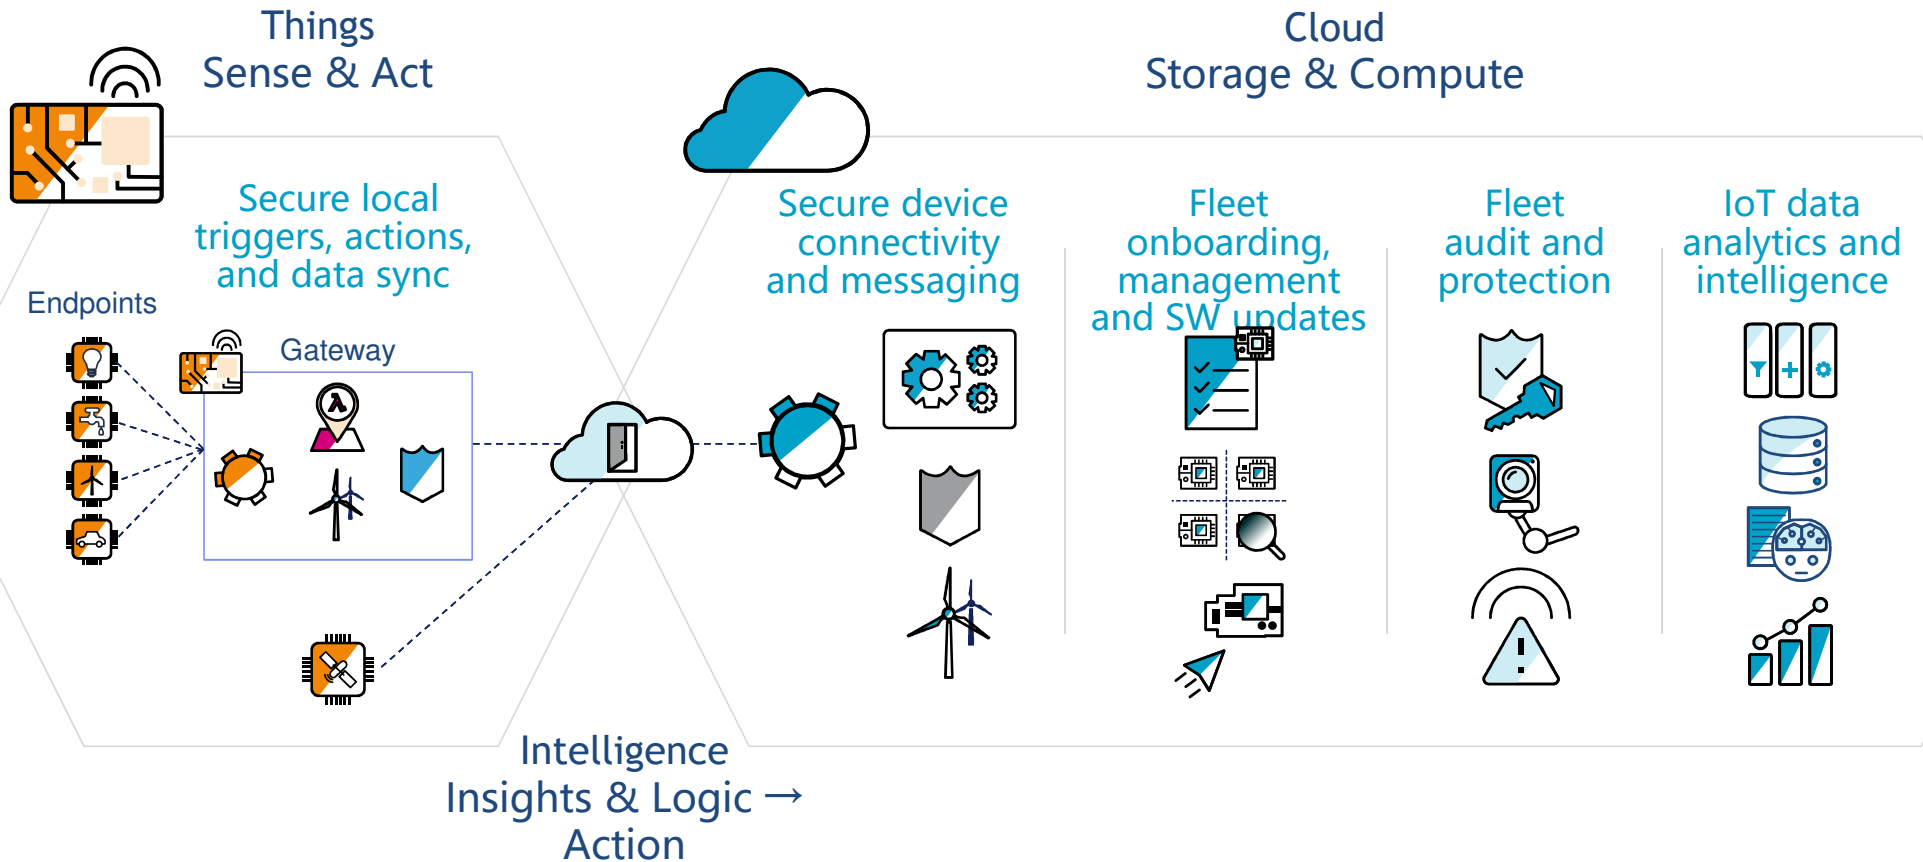 Things
Sense & Act
Cloud
Storage & Compute
Secure local
triggers, actions,
and data sync
Endpoints
Gateway
Secure device
connectivity
and messaging
Fleet
onboarding,
management
and SW updates
Fleet
audit and
protection
IoT data
analytics and
intelligence
Intelligence
Insights & Logic →
Action